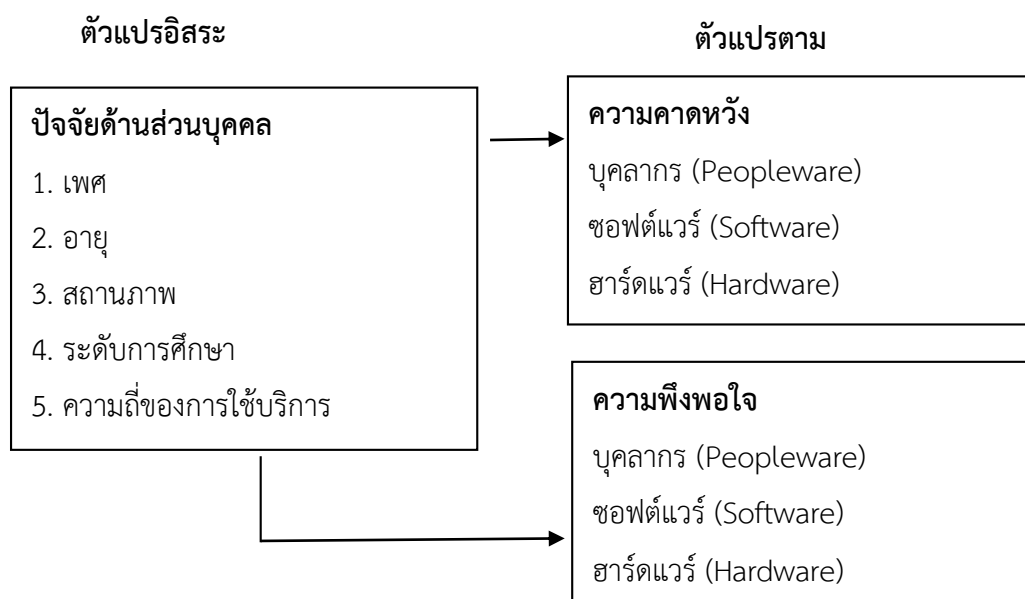 ตัวแปรอิสระ
ตัวแปรตาม
ปัจจัยด้านส่วนบุคคล
1. เพศ
2. อายุ
3. สถานภาพ
4. ระดับการศึกษา
5. ความถี่ของการใช้บริการ
ความคาดหวัง
บุคลากร (Peopleware)
ซอฟต์แวร์ (Software)
ฮาร์ดแวร์ (Hardware)
ความพึงพอใจ
บุคลากร (Peopleware)
ซอฟต์แวร์ (Software)
ฮาร์ดแวร์ (Hardware)